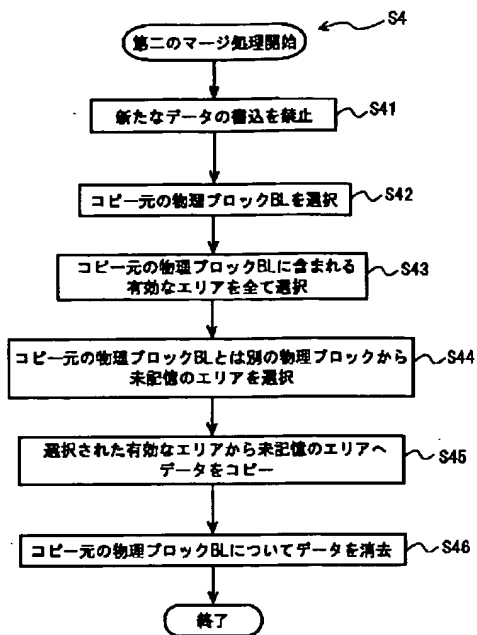 S4
第二のマージ処理開始
新たなデータの書込を禁止
S41
コピー元の物理ブロックBLを選択
S42
コピー元の物理ブロックBLに含まれる
有効なエリアを全て選択
S43
コピー元の物理ブロックBLとは別の物理ブロックから
未記憶のエリアを選択
S44
選択された有効なエリアから未記憶のエリアへ
データをコピー
S45
コピー元の物理ブロックBLについてデータを消去
S46
終了